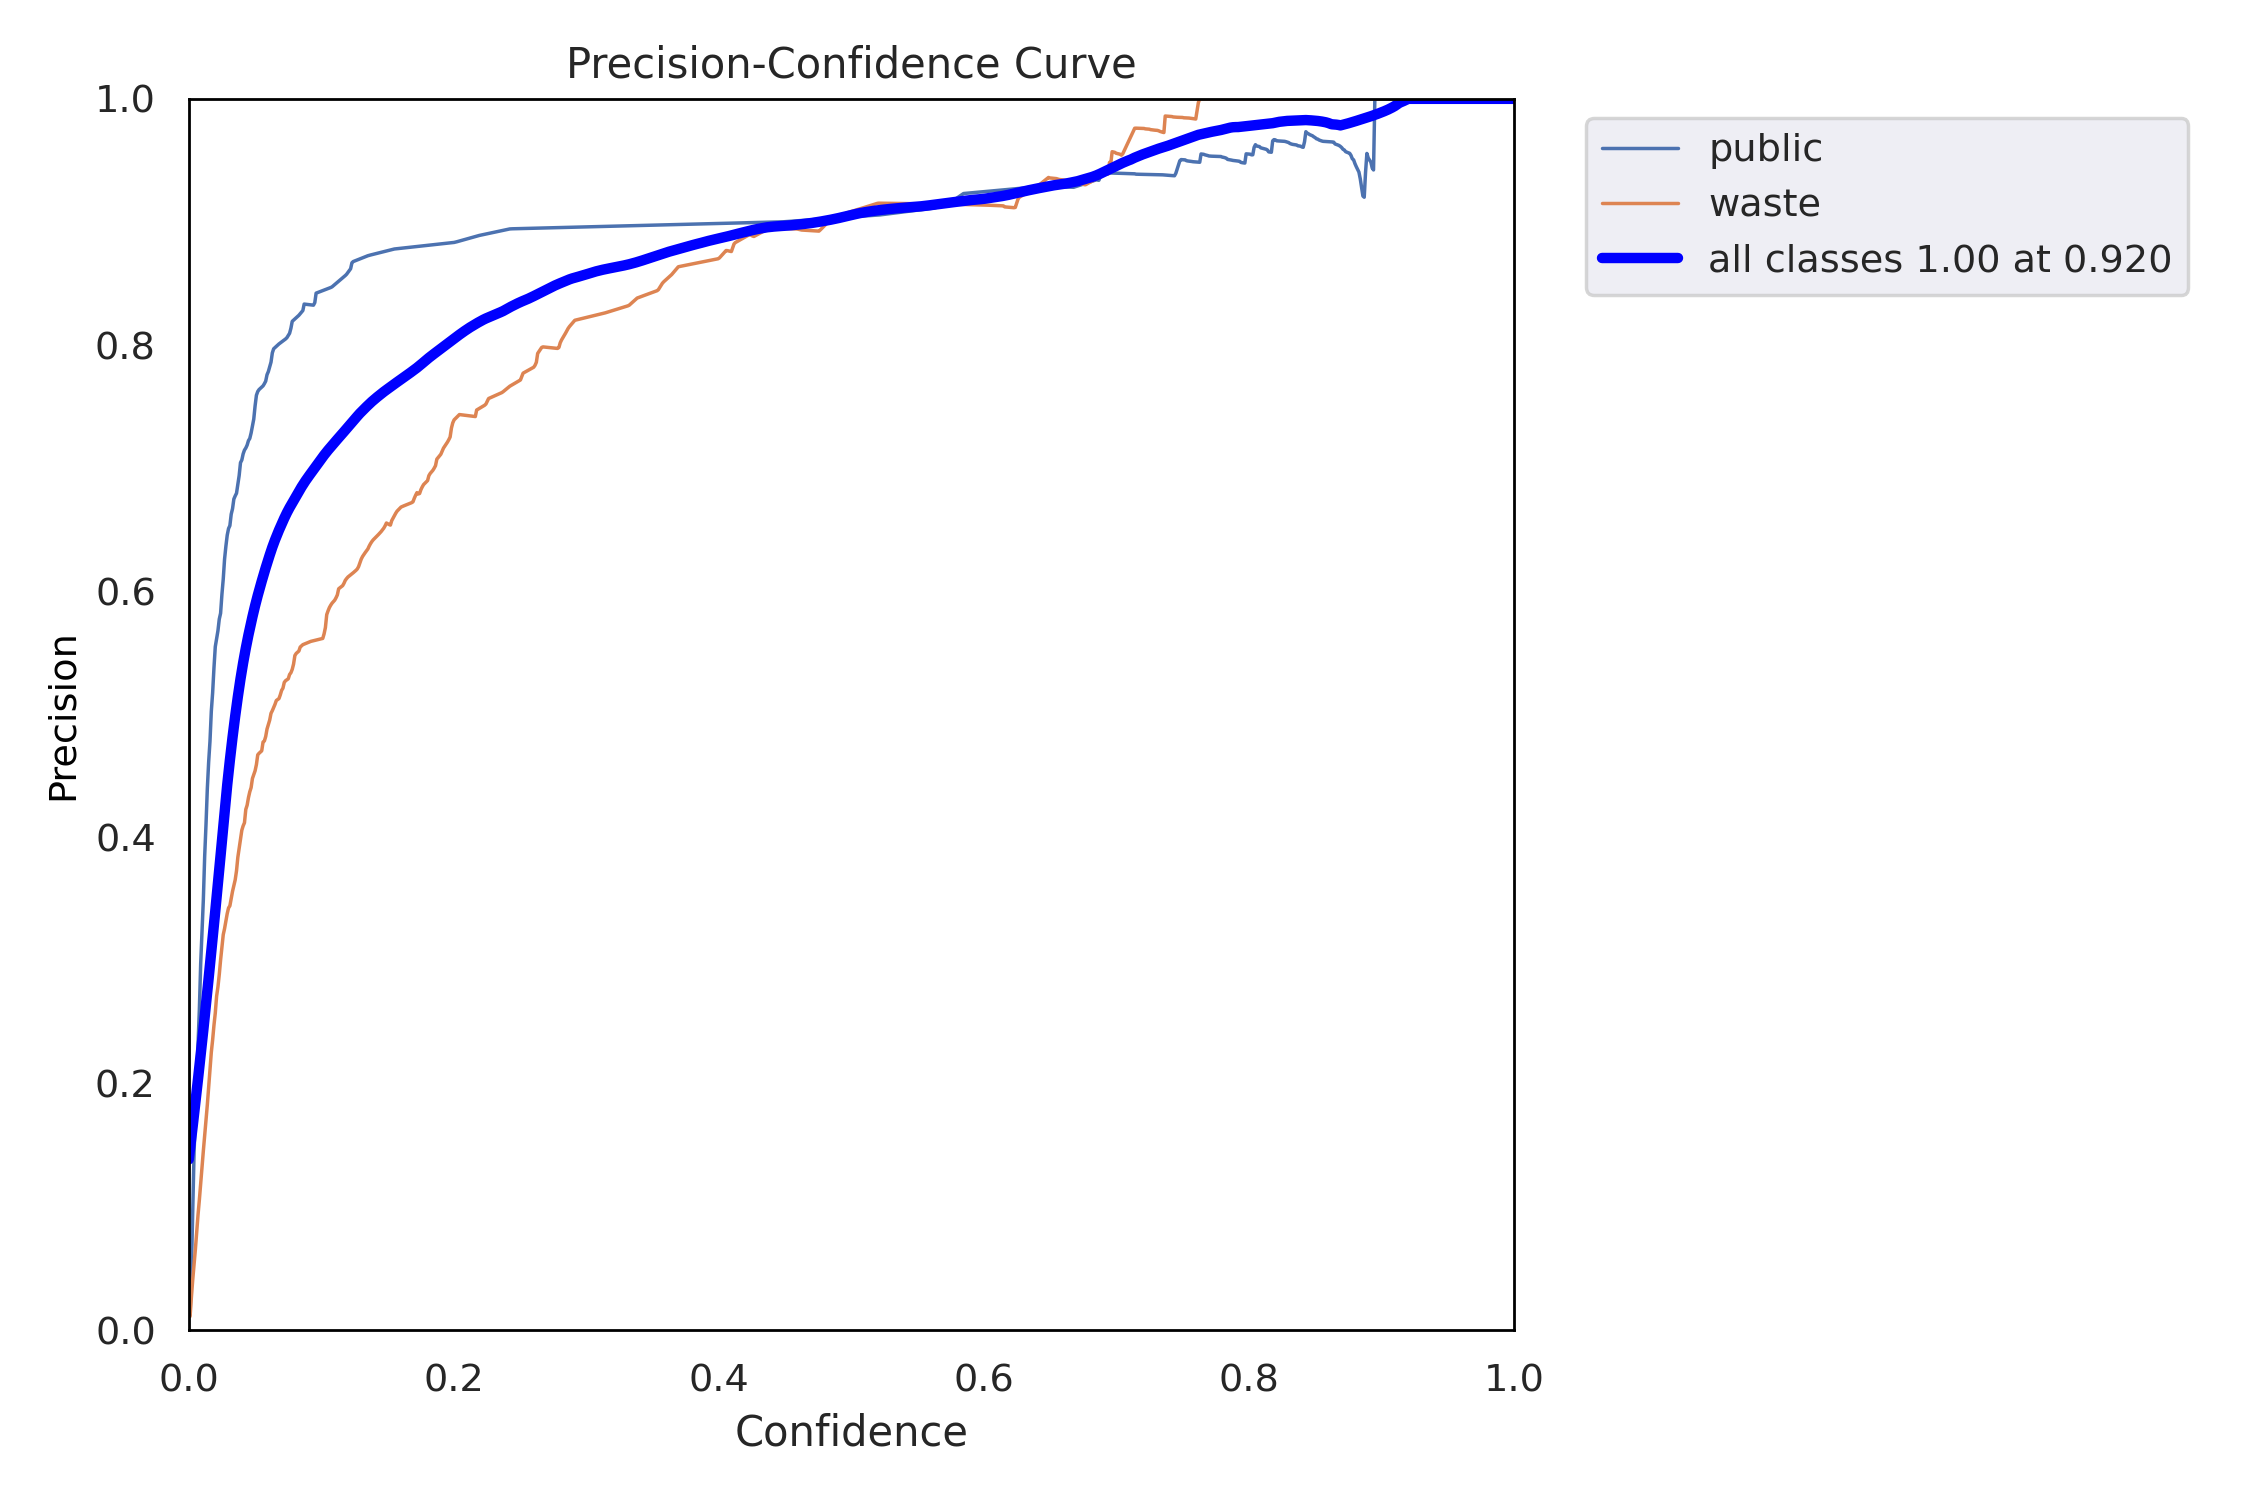 Precision-Confidence Curve
1.0
0.8
0.6
0.4
0.2
0.0
Precision
0.0 0.2 0.4 0.6 0.8 1.0
Confidence
public
waste
all classes 1.00 at 0.920